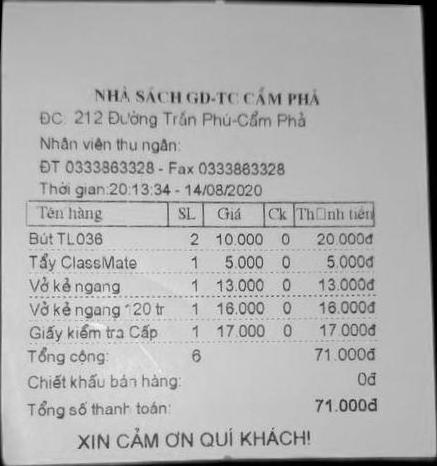 NHÀ SÁCH GD-TC CẨM PHẢ
ĐC: 212 Đường Trần Phú-Cẩm Phả
Nhân viên thu ngân:
ĐT 0333863328 - Fax 0333863328
Thời gian:20:13:34 - 14/08/2020
Tên hàng SL Giá Ck Th□nh tiền
Bút TL036 2 10.000 0 20.000đ
Tẩy ClassMate 1 5.000 0 5.000đ
Vở kẻ ngang 1 13.000 0 13.000đ
Vở kẻ ngang 120 tr 1 16.000 0 16.000đ
Giấy kiểm tra Cấp 1 17.000 0 17.000đ
Tổng cộng: 6 71.000đ
Chiết khấu bán hàng: 0đ
Tổng số thanh toán: 71.000đ
XIN CẢM ƠN QUÍ KHÁCH!